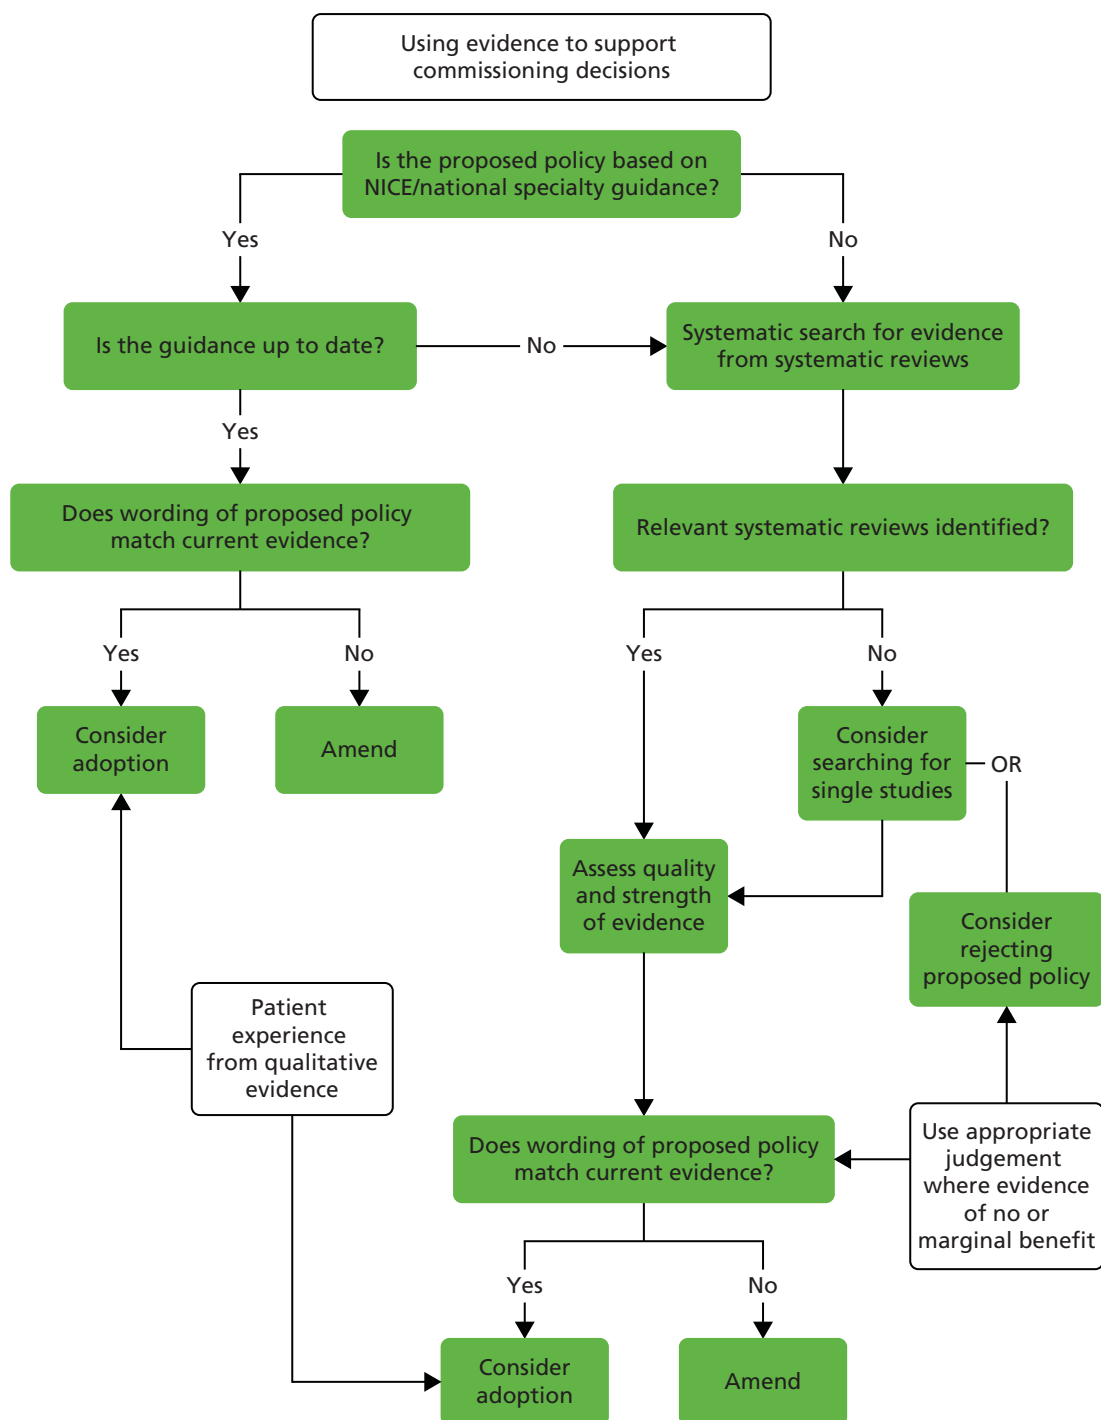 Using evidence to support
commissioning decisions
Is the proposed policy based on
NICE/national specialty guidance?
Yes
No
Is the guidance up to date?
No
Systematic search for evidence
from systematic reviews
Yes
Does wording of proposed policy
match current evidence?
Relevant systematic reviews identified?
Yes
No
Yes
No
Consider
adoption
Amend
Consider
searching for
single studies
OR
Assess quality
and strength
of evidence
Consider
rejecting
proposed policy
Patient
experience
from qualitative
evidence
Does wording of proposed policy
match current evidence?
Use appropriate
judgement
where evidence
of no or
marginal benefit
Yes
No
Consider
adoption
Amend